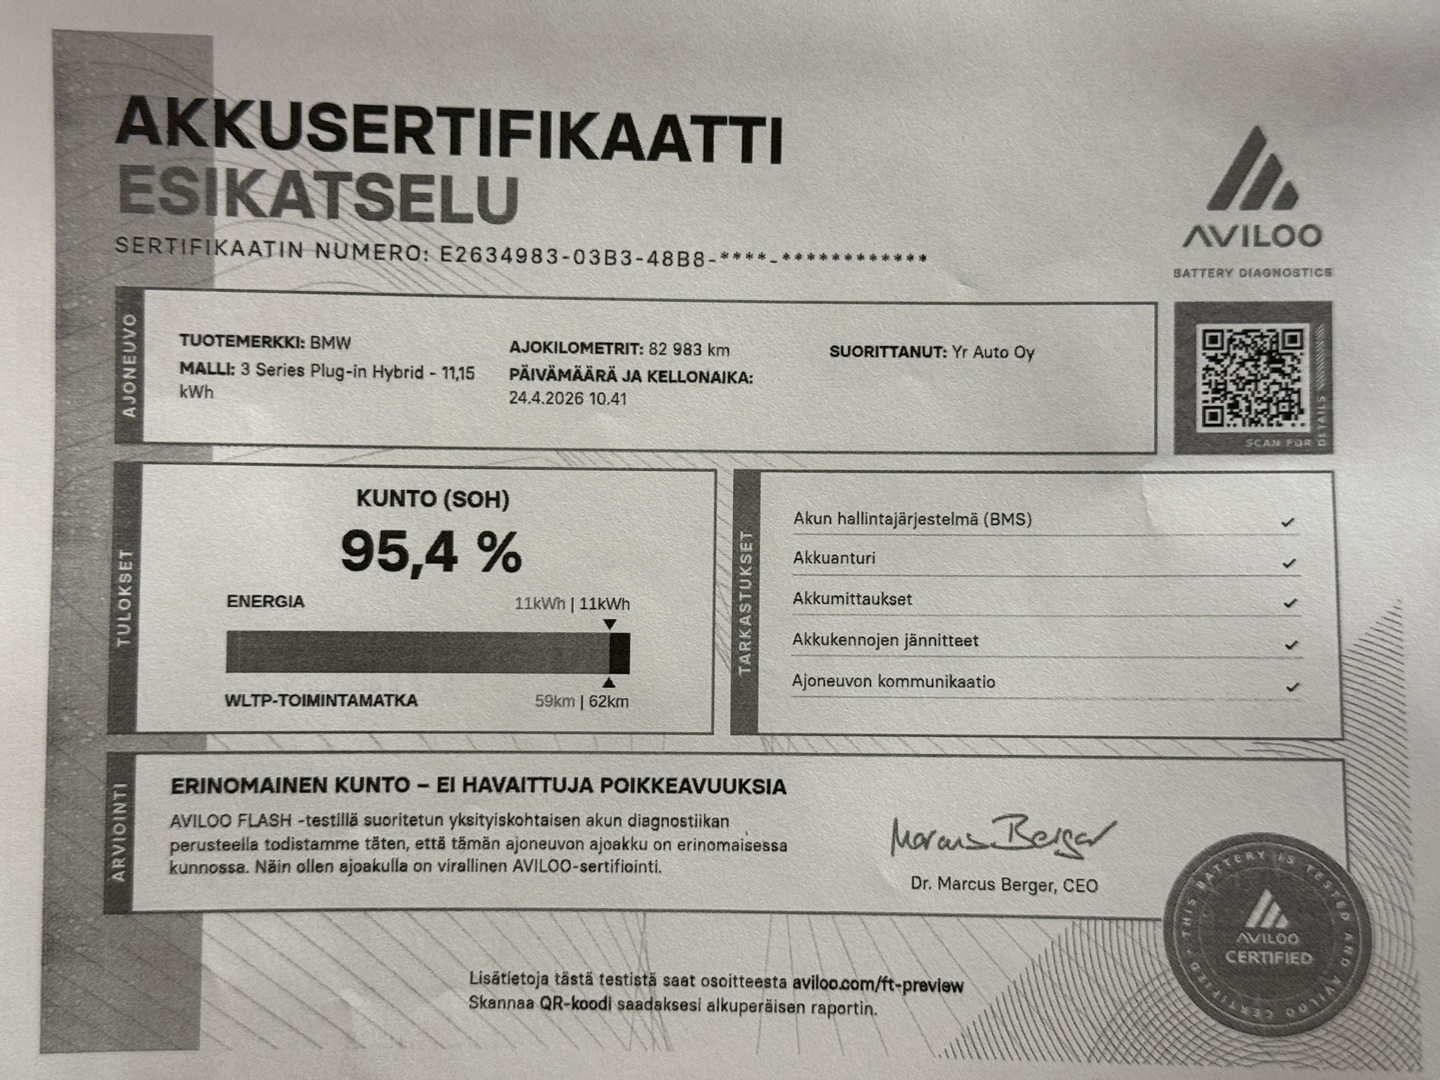 AKKUSERTIFIKAATTI
ESIKATSELU
SERTIFIKAATIN NUMERO: E2634983-03B3-48B8-****-************
AVILOO
BATTERY DIAGNOSTICS
AJONEUVO
TUOTEMERKKI: BMW
MALLI: 3 Series Plug-in Hybrid - 11,15
kWh
AJOKILOMETRIT: 82 983 km
PÄIVÄMÄÄRÄ JA KELLONAIKA:
24.4.2026 10.41
SUORITTANUT: Yr Auto Oy
SCAN FOR DETAILS
TULOKSET
KUNTO (SOH)
95,4 %
ENERGIA 11kWh | 11kWh
WLTP-TOIMINTAMATKA 59km | 62km
TARKASTUKSET
Akun hallintajärjestelmä (BMS)
Akkuanturi
Akkumittaukset
Akkukennojen jännitteet
Ajoneuvon kommunikaatio
ARVIOINTI
ERINOMAINEN KUNTO – EI HAVAITTUJA POIKKEAVUUKSIA
AVILOO FLASH -testillä suoritetun yksityiskohtaisen akun diagnostiikan
perusteella todistamme täten, että tämän ajoneuvon ajoakku on erinomaisessa
kunnossa. Näin ollen ajoakulla on virallinen AVILOO-sertifiointi.
Marcus Berger
Dr. Marcus Berger, CEO
THIS BATTERY IS TESTED AND AVILOO CERTIFIED
AVILOO
CERTIFIED
Lisätietoja tästä testistä saat osoitteesta aviloo.com/ft-preview
Skannaa QR-koodi saadaksesi alkuperäisen raportin.